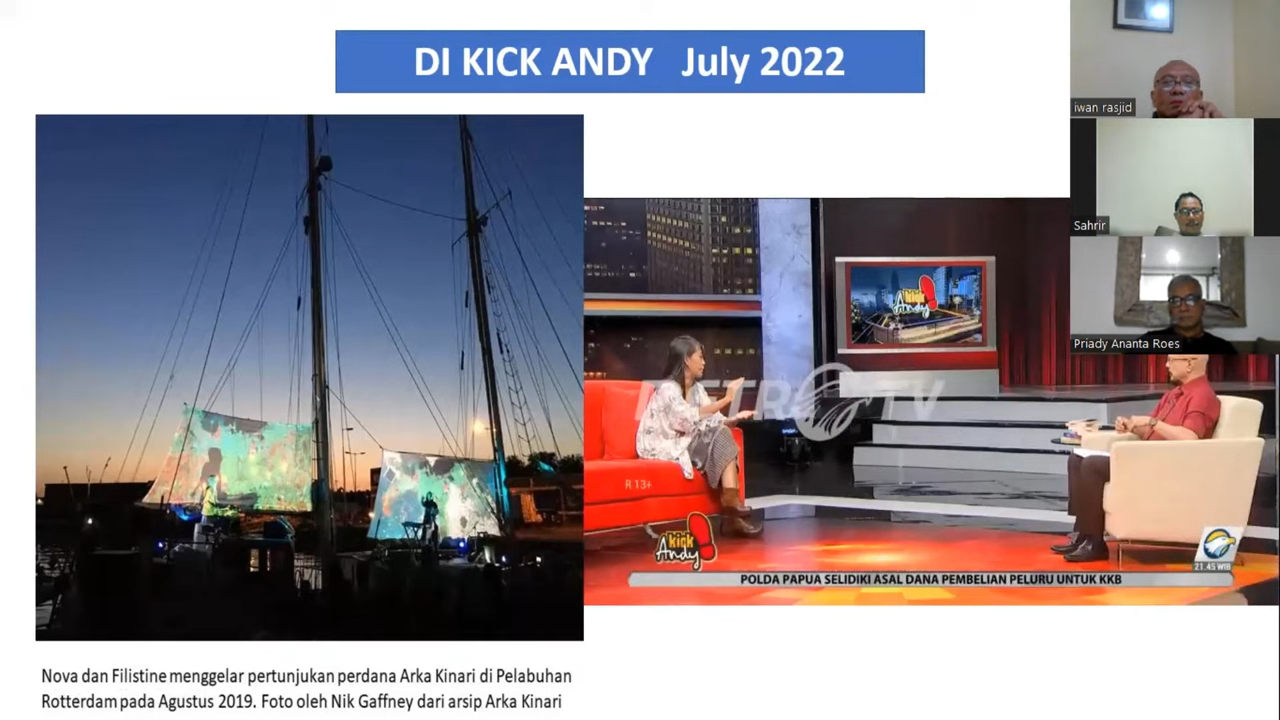 DI KICK ANDY July 2022
iwan rasjid
Sahrir
Priady Ananta Roes
kick
Andy
METRO TV
R 13+
kick
Andy
21.45 WIB
POLDA PAPUA SELIDIKI ASAL DANA PEMBELIAN PELURU UNTUK KKB
Nova dan Filistine menggelar pertunjukan perdana Arka Kinari di Pelabuhan
Rotterdam pada Agustus 2019. Foto oleh Nik Gaffney dari arsip Arka Kinari